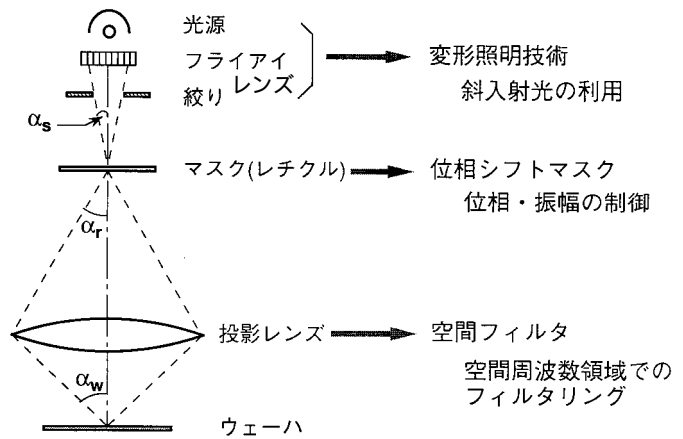 光源
フライアイ
レンズ
絞り
変形照明技術
斜入射光の利用
αs
マスク(レチクル)
位相シフトマスク
位相・振幅の制御
αr
投影レンズ
空間フィルタ
空間周波数領域での
フィルタリング
αw
ウェーハ